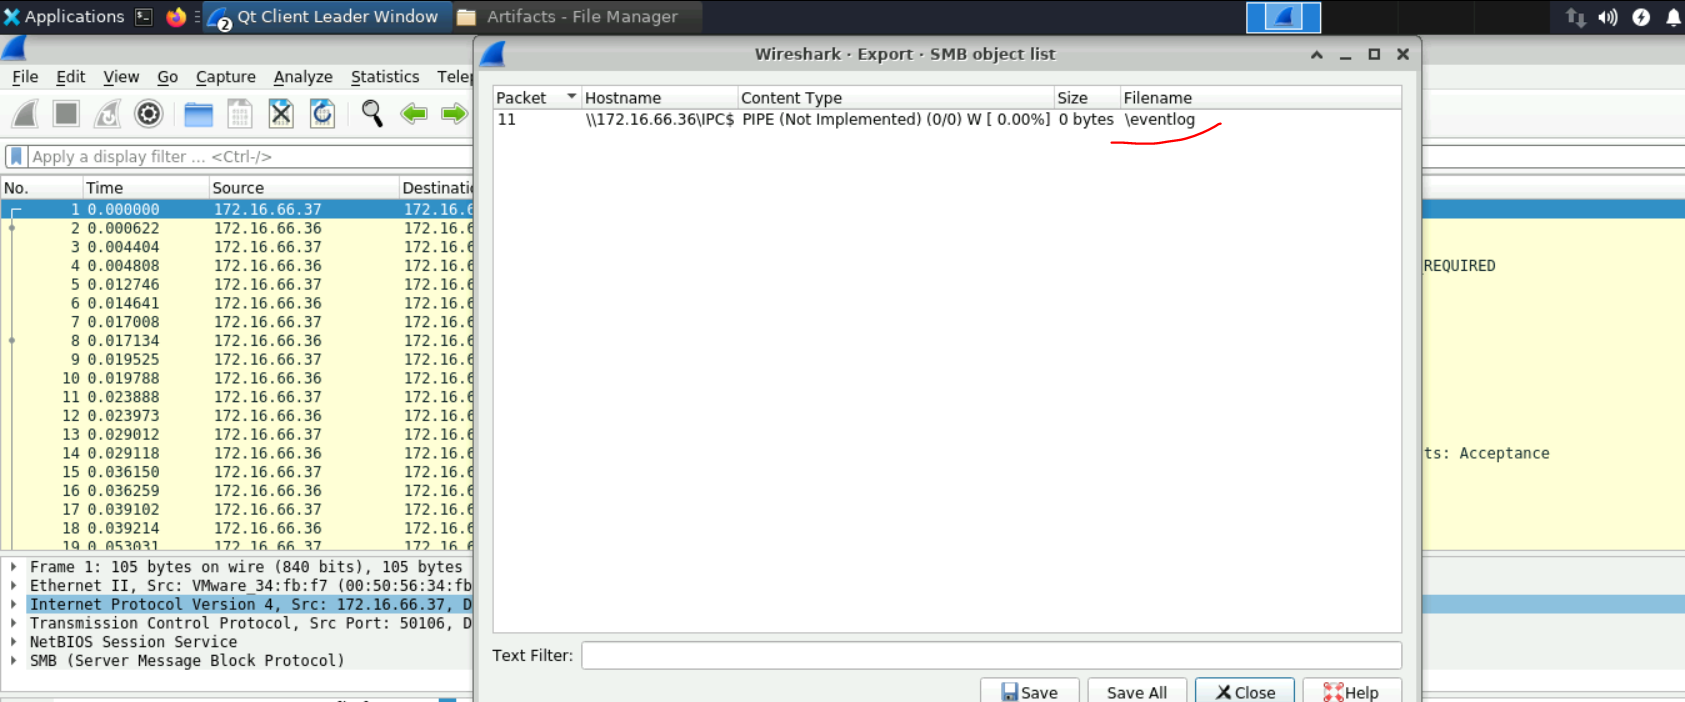 Applications
2
Qt Client Leader Window
Artifacts - File Manager
Wireshark · Export · SMB object list
File Edit View Go Capture Analyze Statistics Telep
Packet Hostname Content Type Size Filename
11 \\172.16.66.36\IPC$ PIPE (Not Implemented) (0/0) W [ 0.00%] 0 bytes \eventlog
Apply a display filter … <Ctrl-/>
No. Time Source Destinatio
1 0.000000 172.16.66.37 172.16.6
2 0.000622 172.16.66.36 172.16.6
3 0.004404 172.16.66.37 172.16.6
4 0.004808 172.16.66.36 172.16.6 _REQUIRED
5 0.012746 172.16.66.37 172.16.6
6 0.014641 172.16.66.36 172.16.6
7 0.017008 172.16.66.37 172.16.6
8 0.017134 172.16.66.36 172.16.6
9 0.019525 172.16.66.37 172.16.6
10 0.019788 172.16.66.36 172.16.6
11 0.023888 172.16.66.37 172.16.6
12 0.023973 172.16.66.36 172.16.6
13 0.029012 172.16.66.37 172.16.6
14 0.029118 172.16.66.36 172.16.6 ts: Acceptance
15 0.036150 172.16.66.37 172.16.6
16 0.036259 172.16.66.36 172.16.6
17 0.039102 172.16.66.37 172.16.6
18 0.039214 172.16.66.36 172.16.6
19 0.053031 172.16.66.37 172.16.6
Frame 1: 105 bytes on wire (840 bits), 105 bytes
Ethernet II, Src: VMware_34:fb:f7 (00:50:56:34:fb
Internet Protocol Version 4, Src: 172.16.66.37, D
Transmission Control Protocol, Src Port: 50106, D
NetBIOS Session Service
SMB (Server Message Block Protocol)
Text Filter:
Save Save All Close Help